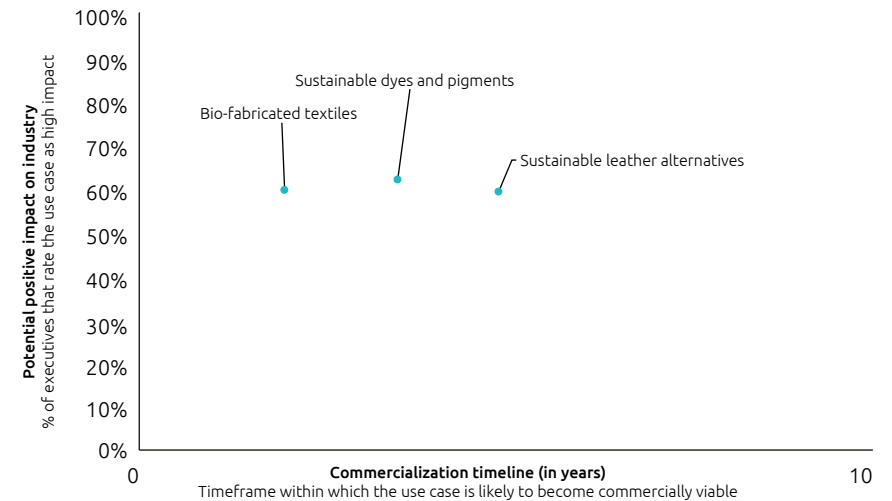 100%
90%
80%
70%
60%
50%
40%
30%
20%
10%
0%
Potential positive impact on industry
% of executives that rate the use case as high impact
Sustainable dyes and pigments
Bio-fabricated textiles
Sustainable leather alternatives
0
10
Commercialization timeline (in years)
Timeframe within which the use case is likely to become commercially viable